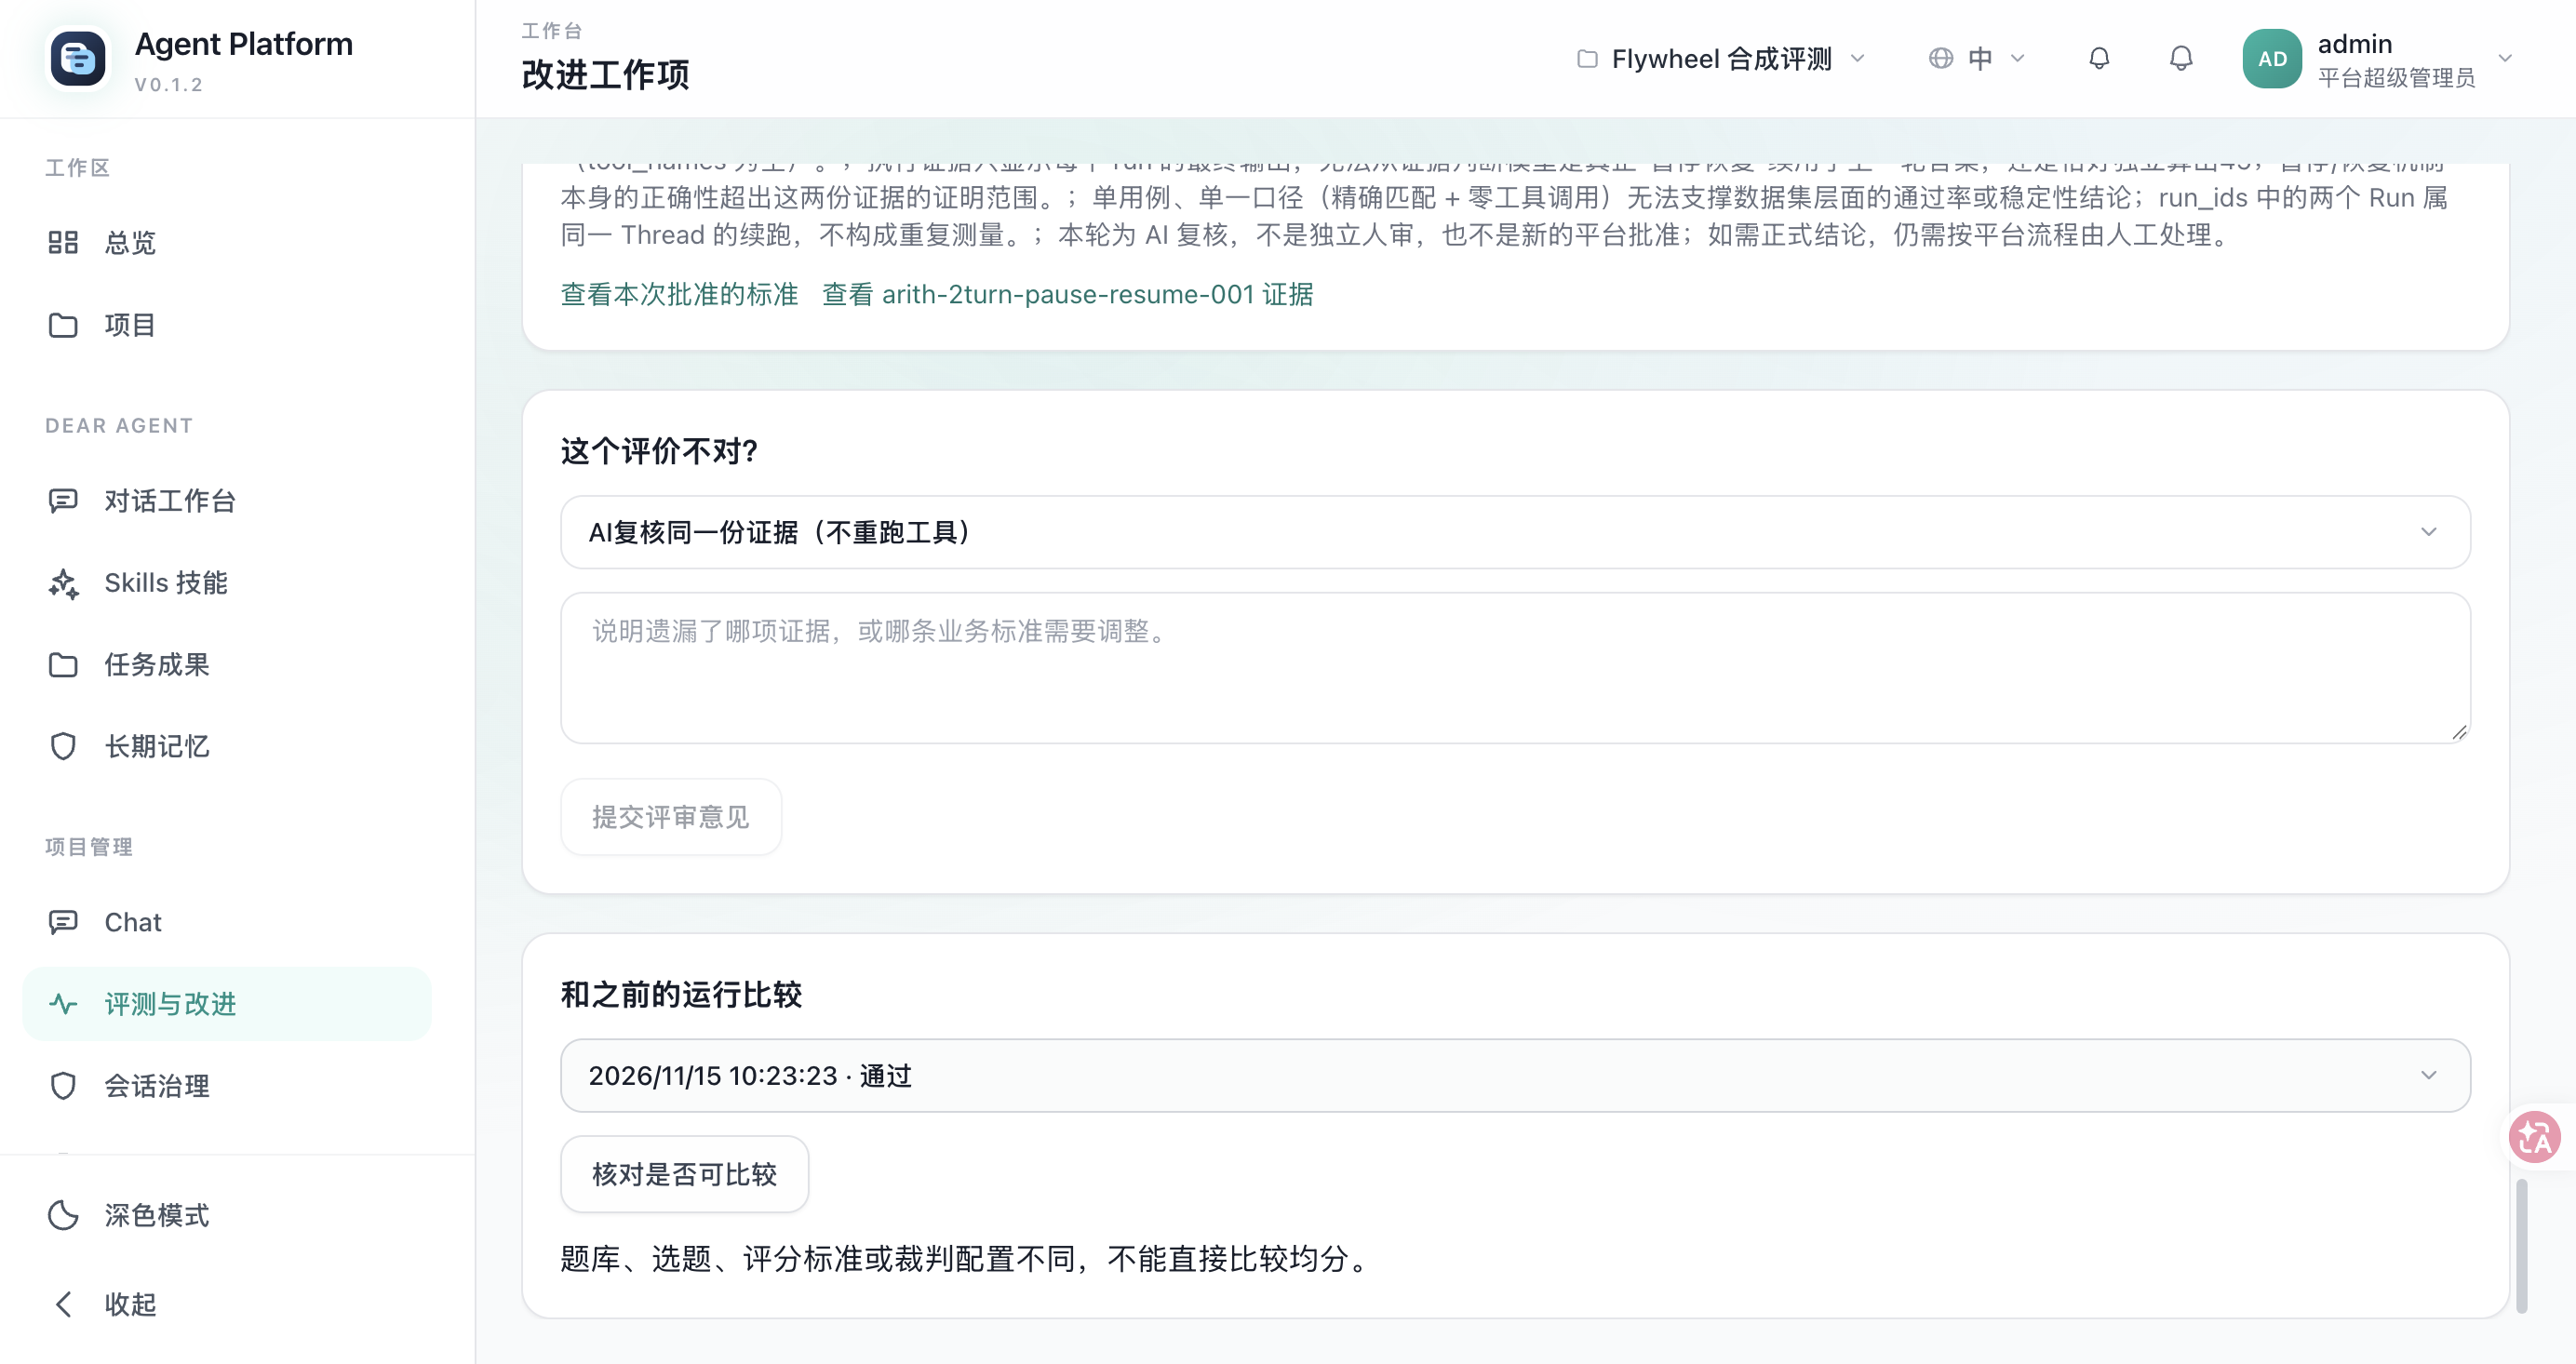 Agent Platform
V0.1.2
工作区
总览
项目
DEAR AGENT
对话工作台
Skills 技能
任务成果
长期记忆
项目管理
Chat
评测与改进
会话治理
深色模式
收起
工作台
改进工作项
Flywheel 合成评测
中
AD
admin
平台超级管理员
本身的正确性超出这两份证据的证明范围。；单用例、单一口径（精确匹配 + 零工具调用）无法支撑数据集层面的通过率或稳定性结论；run_ids 中的两个 Run 属
同一 Thread 的续跑，不构成重复测量。；本轮为 AI 复核，不是独立人审，也不是新的平台批准；如需正式结论，仍需按平台流程由人工处理。
查看本次批准的标准 查看 arith-2turn-pause-resume-001 证据
这个评价不对?
AI复核同一份证据（不重跑工具）
说明遗漏了哪项证据，或哪条业务标准需要调整。
提交评审意见
和之前的运行比较
2026/11/15 10:23:23 · 通过
核对是否可比较
题库、选题、评分标准或裁判配置不同，不能直接比较均分。